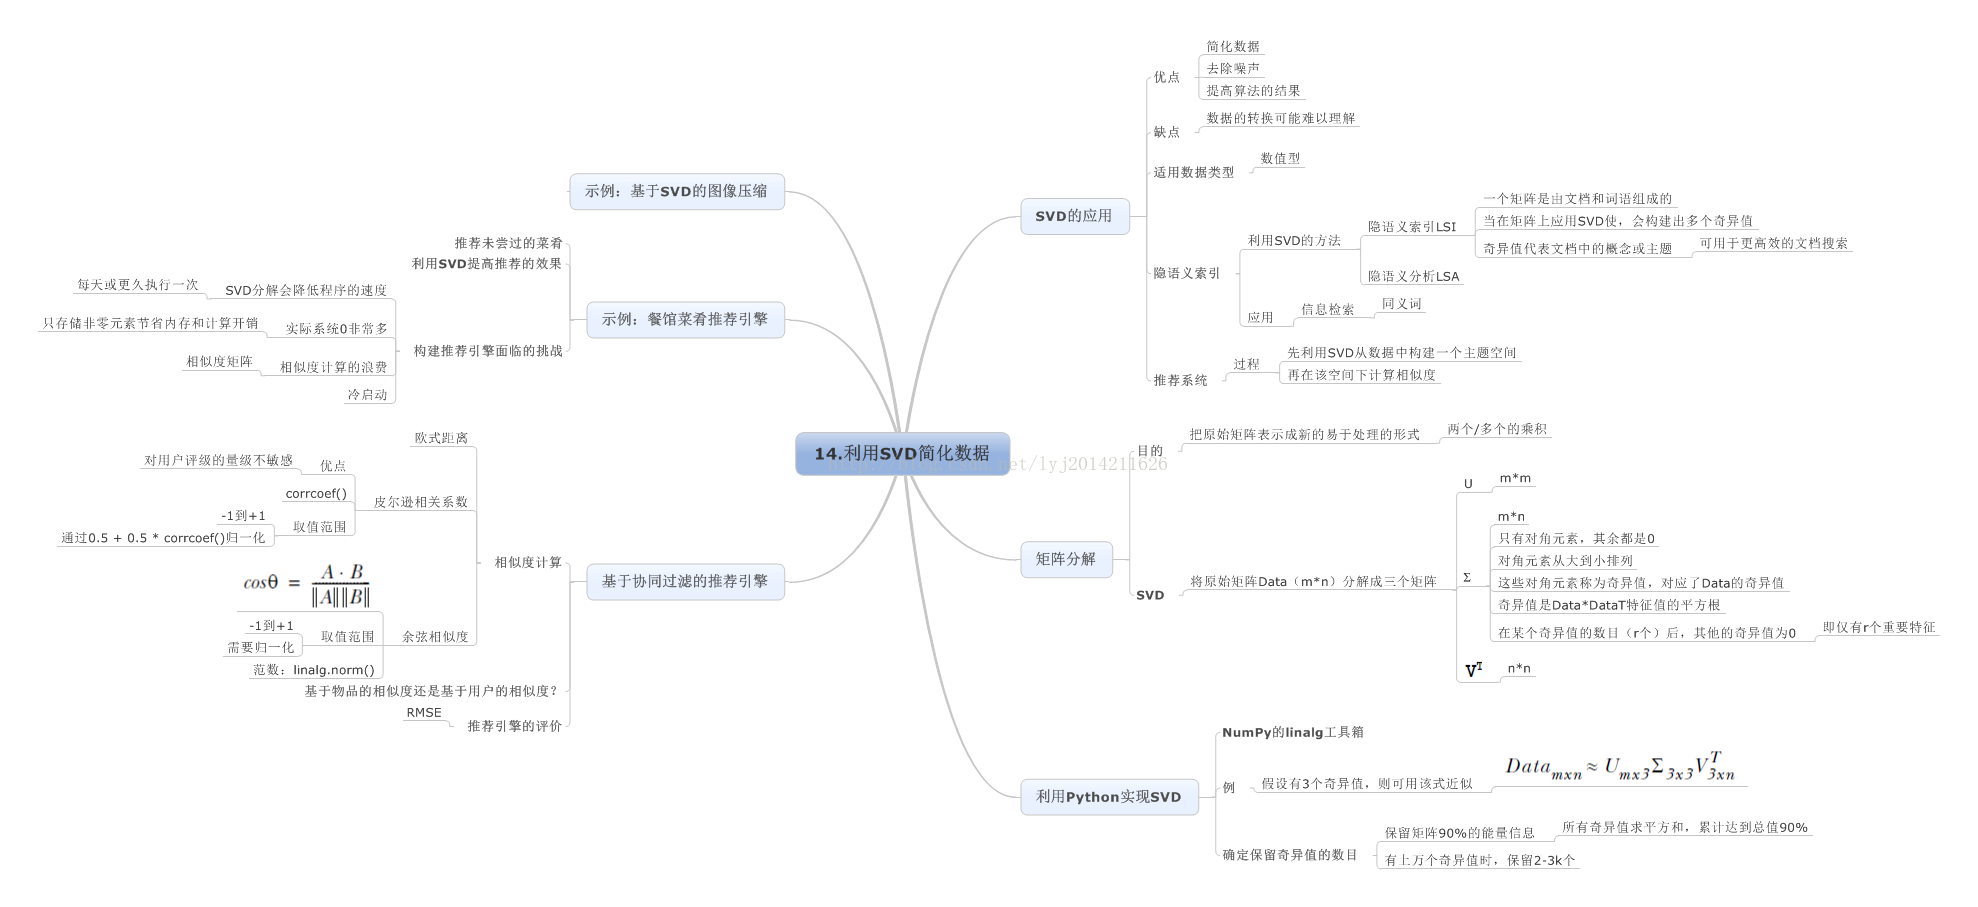 14.利用SVD简化数据
SVD的应用
优点
简化数据
去除噪声
提高算法的结果
缺点
数据的转换可能难以理解
适用数据类型
数值型
隐语义索引
利用SVD的方法
隐语义索引LSI
一个矩阵是由文档和词语组成的
当在矩阵上应用SVD使，会构建出多个奇异值
奇异值代表文档中的概念或主题
可用于更高效的文档搜索
隐语义分析LSA
应用
信息检索
同义词
推荐系统
过程
先利用SVD从数据中构建一个主题空间
再在该空间下计算相似度
矩阵分解
目的
把原始矩阵表示成新的易于处理的形式
两个/多个的乘积
SVD
将原始矩阵Data（m*n）分解成三个矩阵
U
m*m
Σ
m*n
只有对角元素，其余都是0
对角元素从大到小排列
这些对角元素称为奇异值，对应了Data的奇异值
奇异值是Data*DataT特征值的平方根
在某个奇异值的数目（r个）后，其他的奇异值为0
即仅有r个重要特征
V^T
n*n
利用Python实现SVD
NumPy的linalg工具箱
例
假设有3个奇异值，则可用该式近似
Data_{mxn} ≈ U_{mx3} Σ_{3x3} V^T_{3xn}
确定保留奇异值的数目
保留矩阵90%的能量信息
所有奇异值求平方和，累计达到总值90%
有上万个奇异值时，保留2-3k个
示例：基于SVD的图像压缩
示例：餐馆菜肴推荐引擎
推荐未尝过的菜肴
利用SVD提高推荐的效果
构建推荐引擎面临的挑战
SVD分解会降低程序的速度
每天或更久执行一次
实际系统0非常多
只存储非零元素节省内存和计算开销
相似度计算的浪费
相似度矩阵
冷启动
基于协同过滤的推荐引擎
相似度计算
欧式距离
皮尔逊相关系数
优点
对用户评级的量级不敏感
corrcoef()
取值范围
-1到+1
通过0.5 + 0.5 * corrcoef()归一化
余弦相似度
cosθ = A · B / ‖A‖‖B‖
取值范围
-1到+1
需要归一化
范数：linalg.norm()
基于物品的相似度还是基于用户的相似度？
推荐引擎的评价
RMSE
net/lyj2014211626